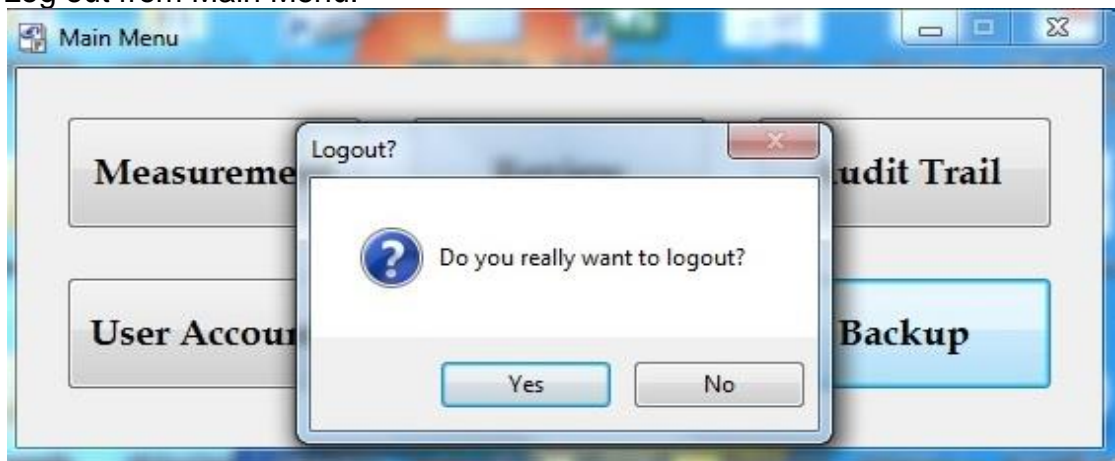 Log out from Main Menu.
Main Menu
Logout?
Measureme
udit Trail
Do you really want to logout?
User Accou
Backup
Yes
No